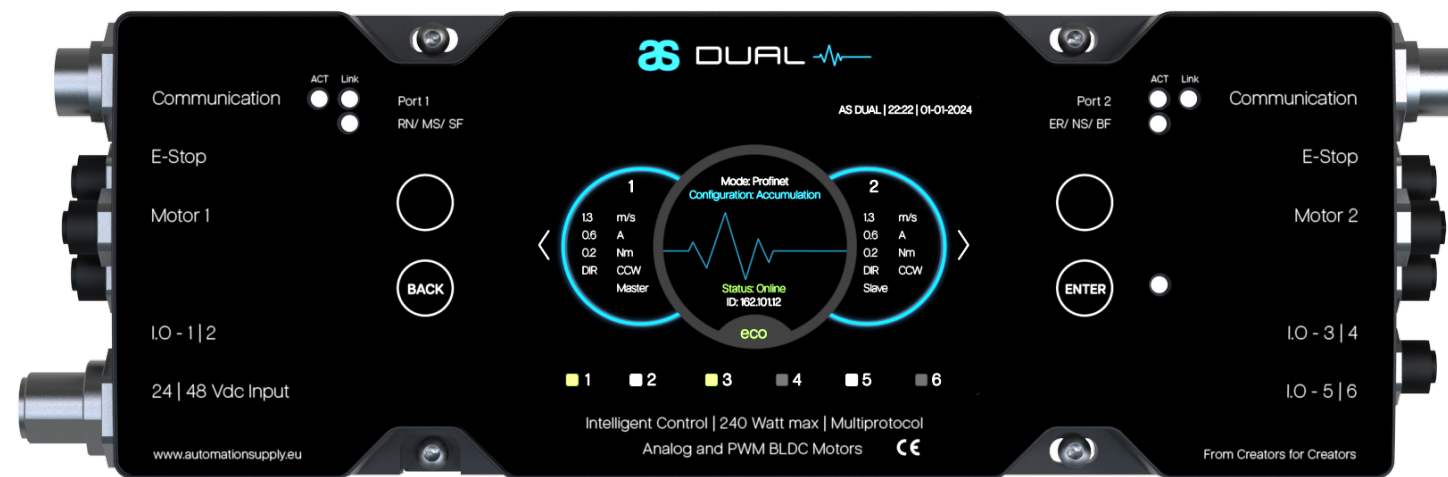 as DUAL
ACT Link
Communication
Port 1
RN/ MS/ SF
E-Stop
Motor 1
BACK
I.O - 1|2
24 | 48 Vdc Input
www.automationsupply.eu
AS DUAL | 22:22 | 01-01-2024
1
1.3 m/s
0.6 A
0.2 Nm
DIR CCW
Master
Mode: Profinet
Configuration: Accumulation
Status: Online
ID: 162.101.12
eco
2
1.3 m/s
0.6 A
0.2 Nm
DIR CCW
Slave
1 2 3 4 5 6
Intelligent Control | 240 Watt max | Multiprotocol
Analog and PWM BLDC Motors CE
ACT Link
Port 2
Communication
ER/ NS/ BF
E-Stop
Motor 2
ENTER
I.O - 3|4
I.O - 5|6
From Creators for Creators